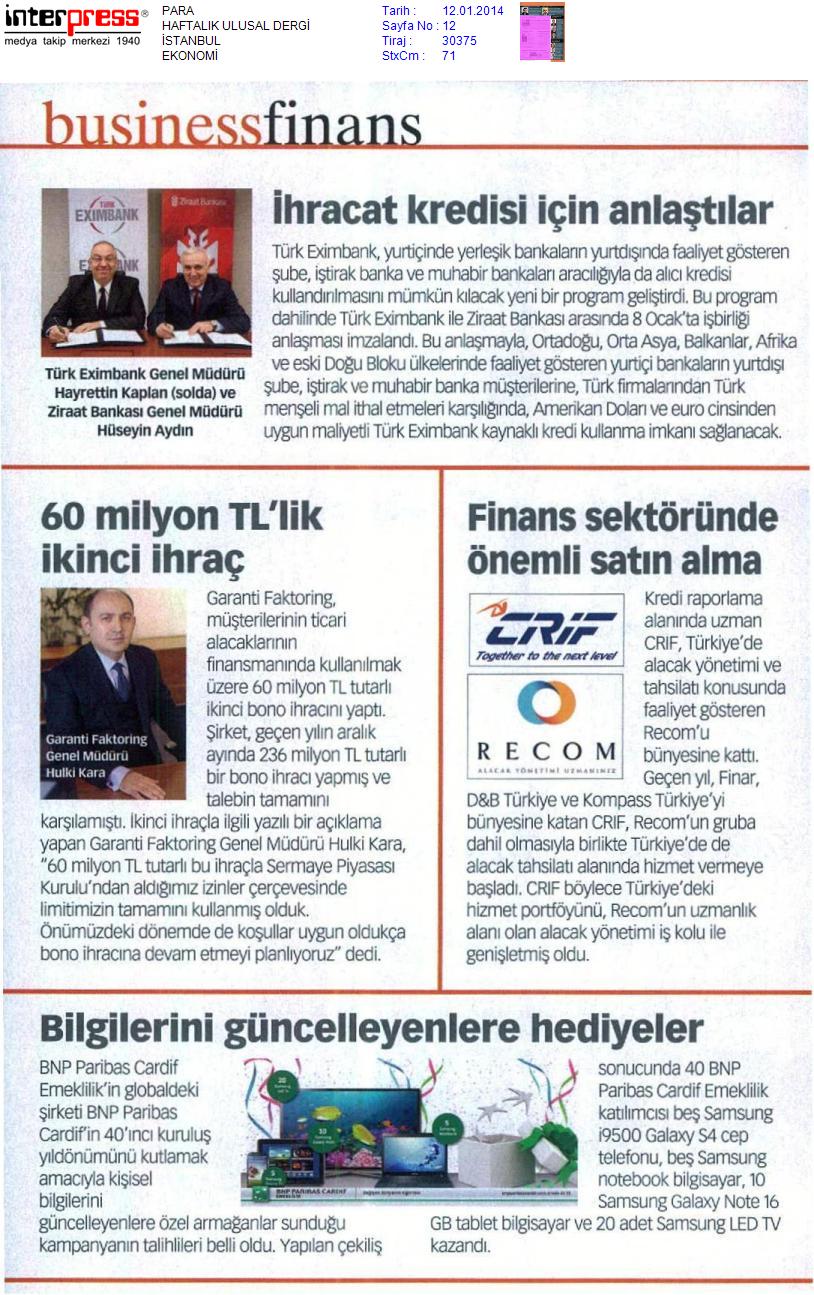 interpress®
medya takip merkezi 1940
PARA
HAFTALIK ULUSAL DERGİ
İSTANBUL
EKONOMİ
Tarih : 12.01.2014
Sayfa No : 12
Tiraj : 30375
StxCm : 71
businessfinans
TÜRK
EXIMBANK
Ziraat Bankası
Türk Eximbank Genel Müdürü
Hayrettin Kaplan (solda) ve
Ziraat Bankası Genel Müdürü
Hüseyin Aydın
İhracat kredisi için anlaştılar
Türk Eximbank, yurtiçinde yerleşik bankaların yurtdışında faaliyet gösteren
şube, iştirak banka ve muhabir bankaları aracılığıyla da alıcı kredisi
kullandırılmasını mümkün kılacak yeni bir program geliştirdi. Bu program
dahilinde Türk Eximbank ile Ziraat Bankası arasında 8 Ocak'ta işbirliği
anlaşması imzalandı. Bu anlaşmayla, Ortadoğu, Orta Asya, Balkanlar, Afrika
ve eski Doğu Bloku ülkelerinde faaliyet gösteren yurtiçi bankaların yurtdışı
şube, iştirak ve muhabir banka müşterilerine, Türk firmalarından Türk
menşeli mal ithal etmeleri karşılığında, Amerikan Doları ve euro cinsinden
uygun maliyetli Türk Eximbank kaynaklı kredi kullanma imkanı sağlanacak.
60 milyon TL'lik
ikinci ihraç
Garanti Faktoring
Genel Müdürü
Hulki Kara
Garanti Faktoring,
müşterilerinin ticari
alacaklarının
finansmanında kullanılmak
üzere 60 milyon TL tutarlı
ikinci bono ihracını yaptı.
Şirket, geçen yılın aralık
ayında 236 milyon TL tutarlı
bir bono ihracı yapmış ve
talebin tamamını
karşılamıştı. İkinci ihraçla ilgili yazılı bir açıklama
yapan Garanti Faktoring Genel Müdürü Hulki Kara,
"60 milyon TL tutarlı bu ihraçla Sermaye Piyasası
Kurulu'ndan aldığımız izinler çerçevesinde
limitimizin tamamını kullanmış olduk.
Önümüzdeki dönemde de koşullar uygun oldukça
bono ihracına devam etmeyi planlıyoruz" dedi.
Finans sektöründe
önemli satın alma
CRIF
Together to the next level
RECOM
ALACAK YÖNETİMİ UZMANINIZ
Kredi raporlama
alanında uzman
CRIF, Türkiye'de
alacak yönetimi ve
tahsilatı konusunda
faaliyet gösteren
Recom'u
bünyesine kattı.
Geçen yıl, Finar,
D&B Türkiye ve Kompass Türkiye'yi
bünyesine katan CRIF, Recom'un gruba
dahil olmasıyla birlikte Türkiye'de de
alacak tahsilatı alanında hizmet vermeye
başladı. CRIF böylece Türkiye'deki
hizmet portföyünü, Recom'un uzmanlık
alanı olan alacak yönetimi iş kolu ile
genişletmiş oldu.
Bilgilerini güncelleyenlere hediyeler
BNP Paribas Cardif
Emeklilik'in globaldeki
şirketi BNP Paribas
Cardif'in 40'ıncı kuruluş
yıldönümünü kutlamak
amacıyla kişisel
bilgilerini
güncelleyenlere özel armağanlar sunduğu
kampanyanın talihlileri belli oldu. Yapılan çekiliş
20
10
5
5
BNP PARIBAS CARDIF
sonucunda 40 BNP
Paribas Cardif Emeklilik
katılımcısı beş Samsung
i9500 Galaxy S4 cep
telefonu, beş Samsung
notebook bilgisayar, 10
Samsung Galaxy Note 16
GB tablet bilgisayar ve 20 adet Samsung LED TV
kazandı.